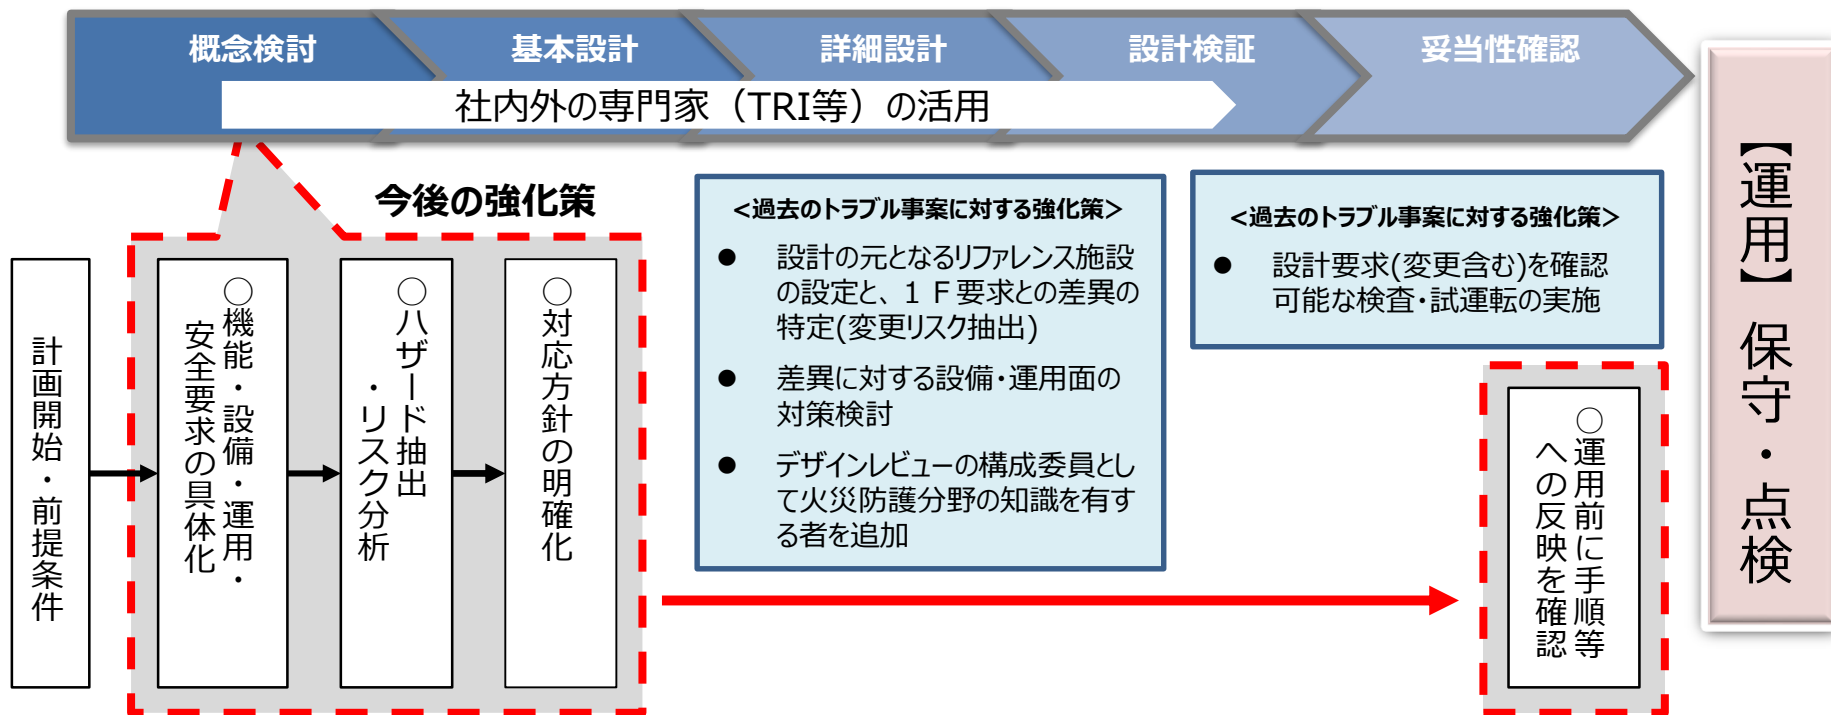 概念検討
基本設計
詳細設計
設計検証
妥当性確認
社内外の専門家（TRI等）の活用
今後の強化策
計画開始・前提条件
○機能・設備・運用・
安全要求の具体化
○ハザード抽出
・リスク分析
○対応方針の明確化
<過去のトラブル事案に対する強化策>
● 設計の元となるリファレンス施設
の設定と、１Ｆ要求との差異の
特定(変更リスク抽出)
● 差異に対する設備・運用面の
対策検討
● デザインレビューの構成委員とし
て火災防護分野の知識を有す
る者を追加
<過去のトラブル事案に対する強化策>
● 設計要求(変更含む)を確認
可能な検査・試運転の実施
○運用前に手順等
への反映を確認
【運用】保守・点検